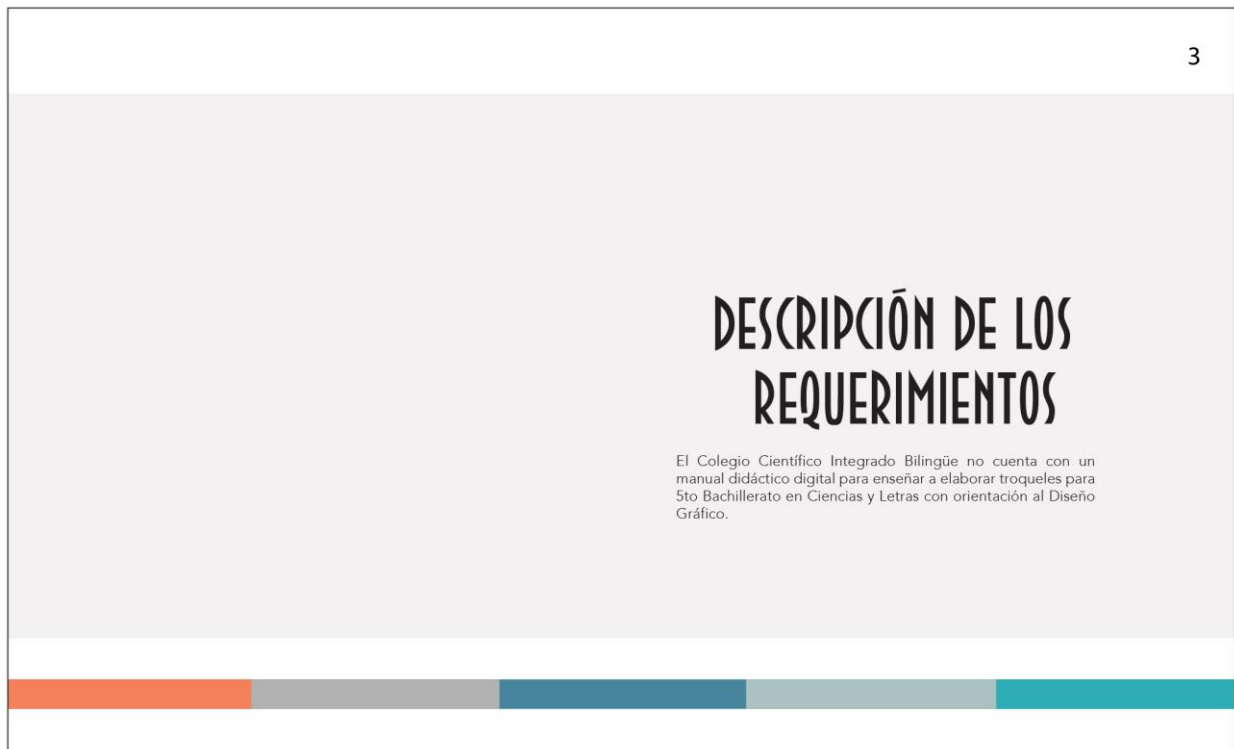 3
DESCRIPCIÓN DE LOS
REQUERIMIENTOS
El Colegio Científico Integrado Bilingüe no cuenta con un
manual didáctico digital para enseñar a elaborar troqueles para
5to Bachillerato en Ciencias y Letras con orientación al Diseño
Gráfico.